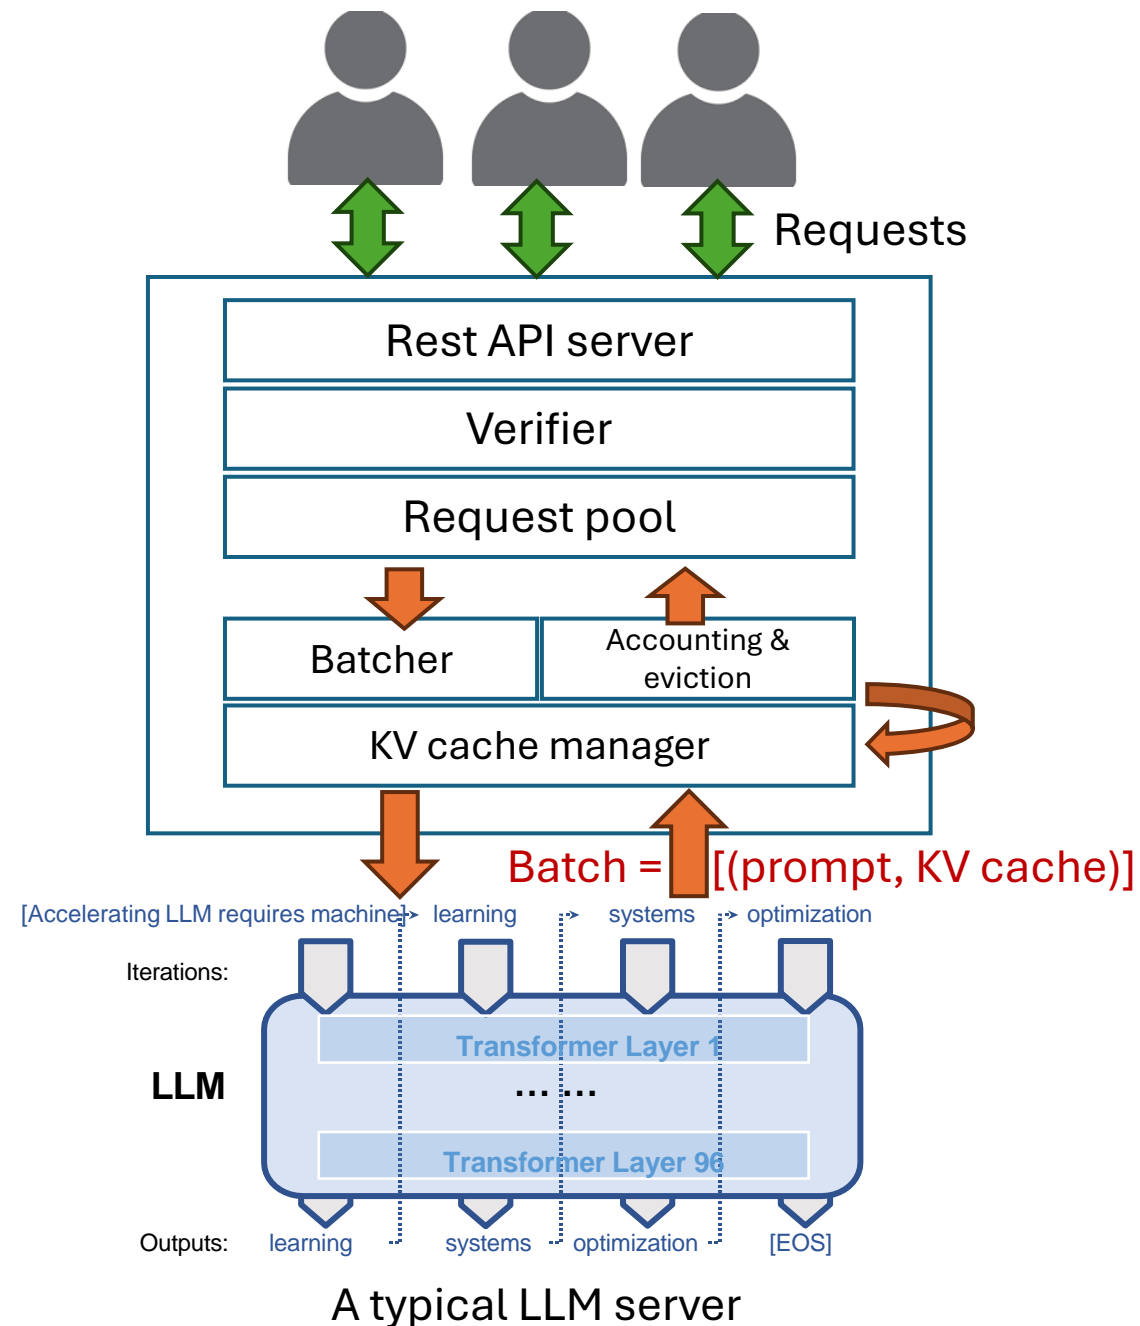 Requests
Rest API server
Verifier
Request pool
Batcher
Accounting &
eviction
KV cache manager
Batch = [(prompt, KV cache)]
[Accelerating LLM requires machine] learning systems optimization
Iterations:
Transformer Layer 1
LLM
... ...
Transformer Layer 96
Outputs: learning systems optimization [EOS]
A typical LLM server